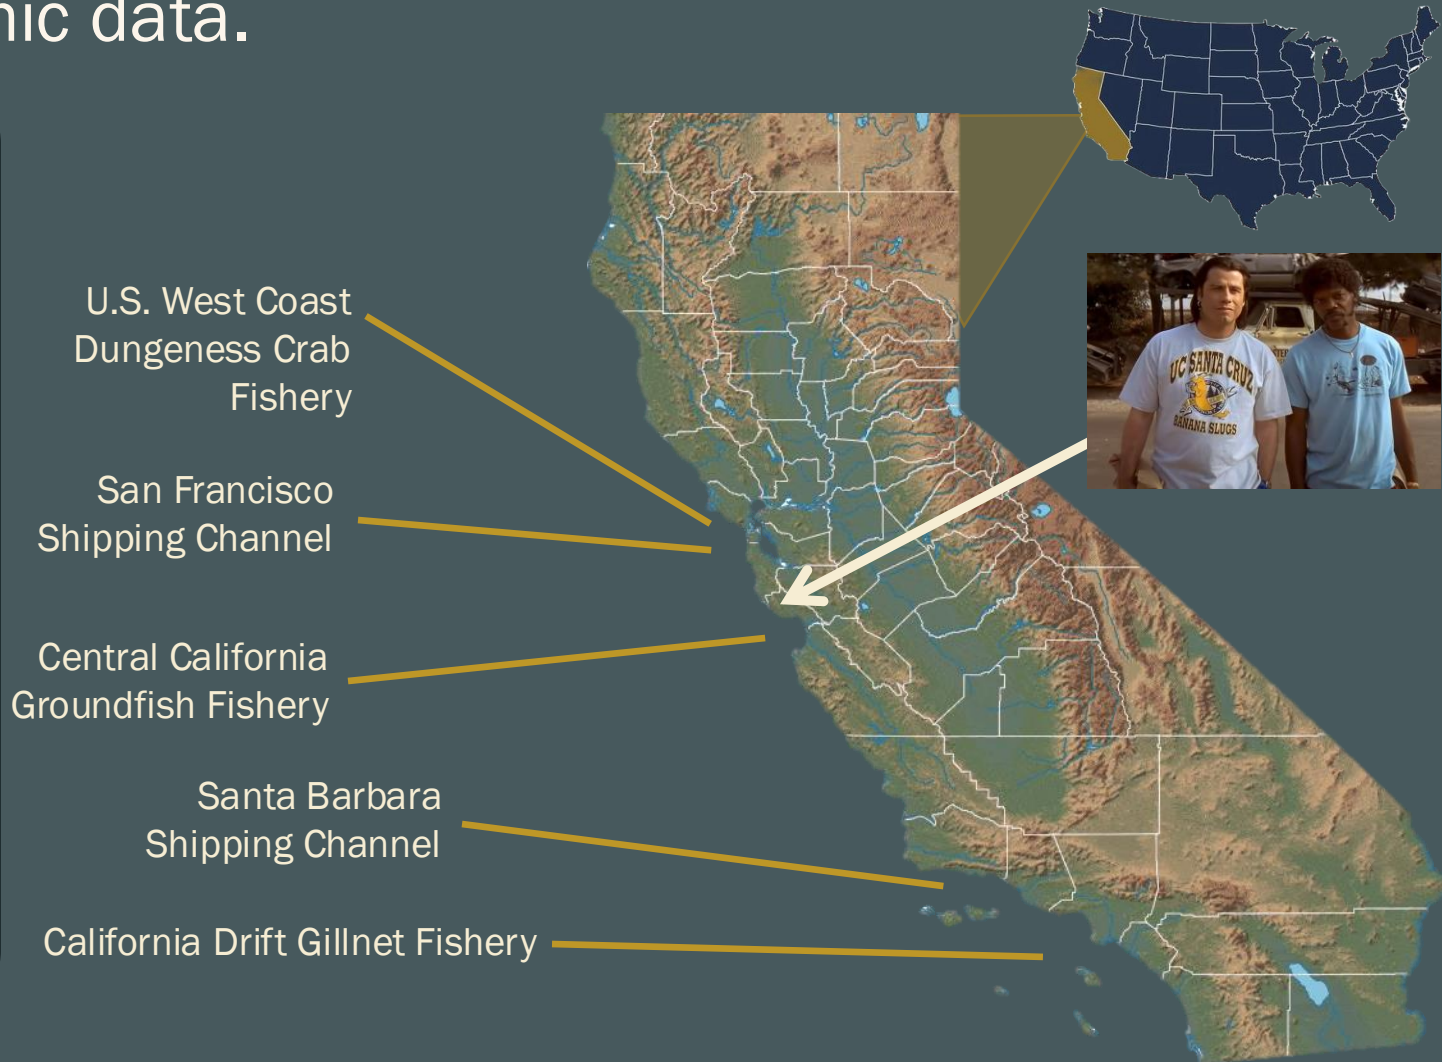 nic data.
U.S. West Coast
Dungeness Crab
Fishery
San Francisco
Shipping Channel
Central California
Groundfish Fishery
Santa Barbara
Shipping Channel
California Drift Gillnet Fishery
UC SANTA CRUZ
BANANA SLUGS